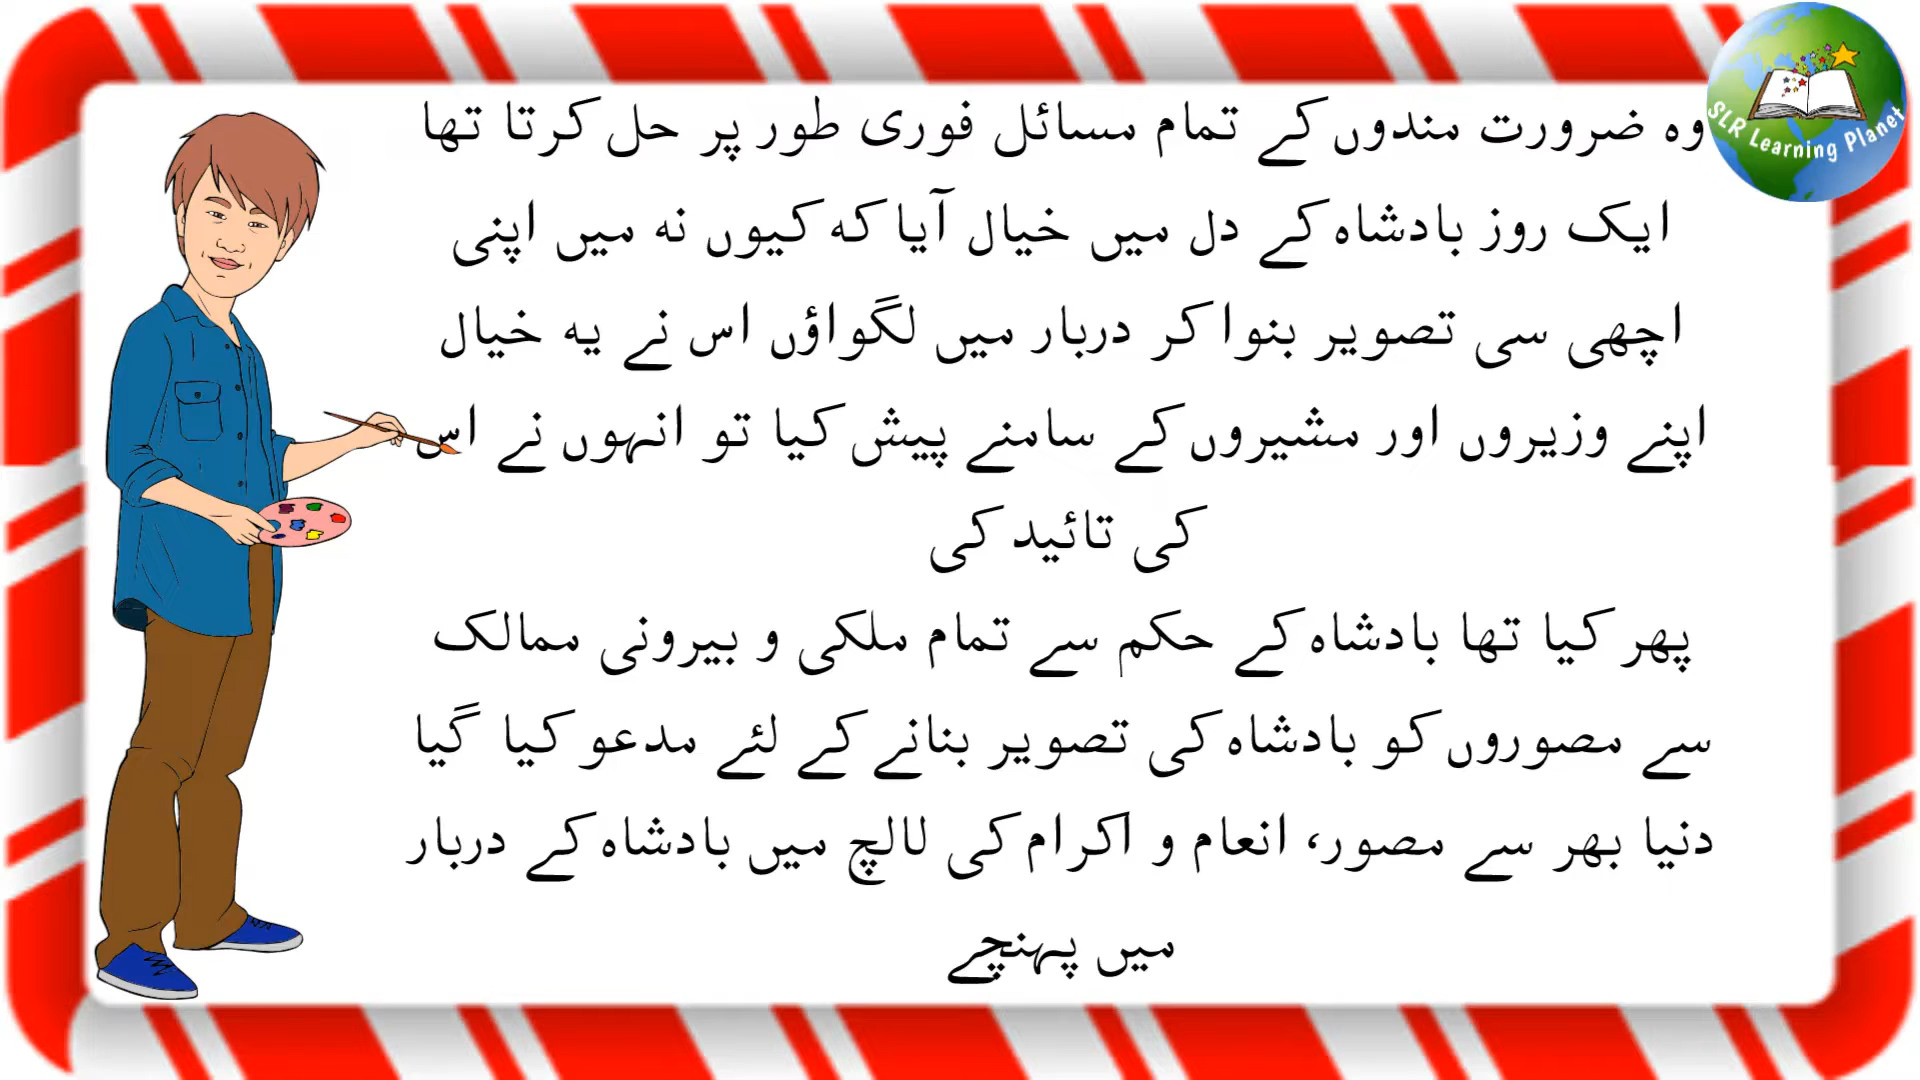 وہ ضرورت مندوں کے تمام مسائل فوری طور پر حل کرتا تھا
ایک روز بادشاہ کے دل میں خیال آیا کہ کیوں نہ میں اپنی
اچھی سی تصویر بنوا کر دربار میں لگواؤں اس نے یہ خیال
اپنے وزیروں اور مشیروں کے سامنے پیش کیا تو انہوں نے اس
کی تائید کی
پھر کیا تھا بادشاہ کے حکم سے تمام ملکی و بیرونی ممالک
سے مصوروں کو بادشاہ کی تصویر بنانے کے لئے مدعو کیا گیا
دنیا بھر سے مصور، انعام و اکرام کی لالچ میں بادشاہ کے دربار
میں پہنچے
SLR Learning Planet